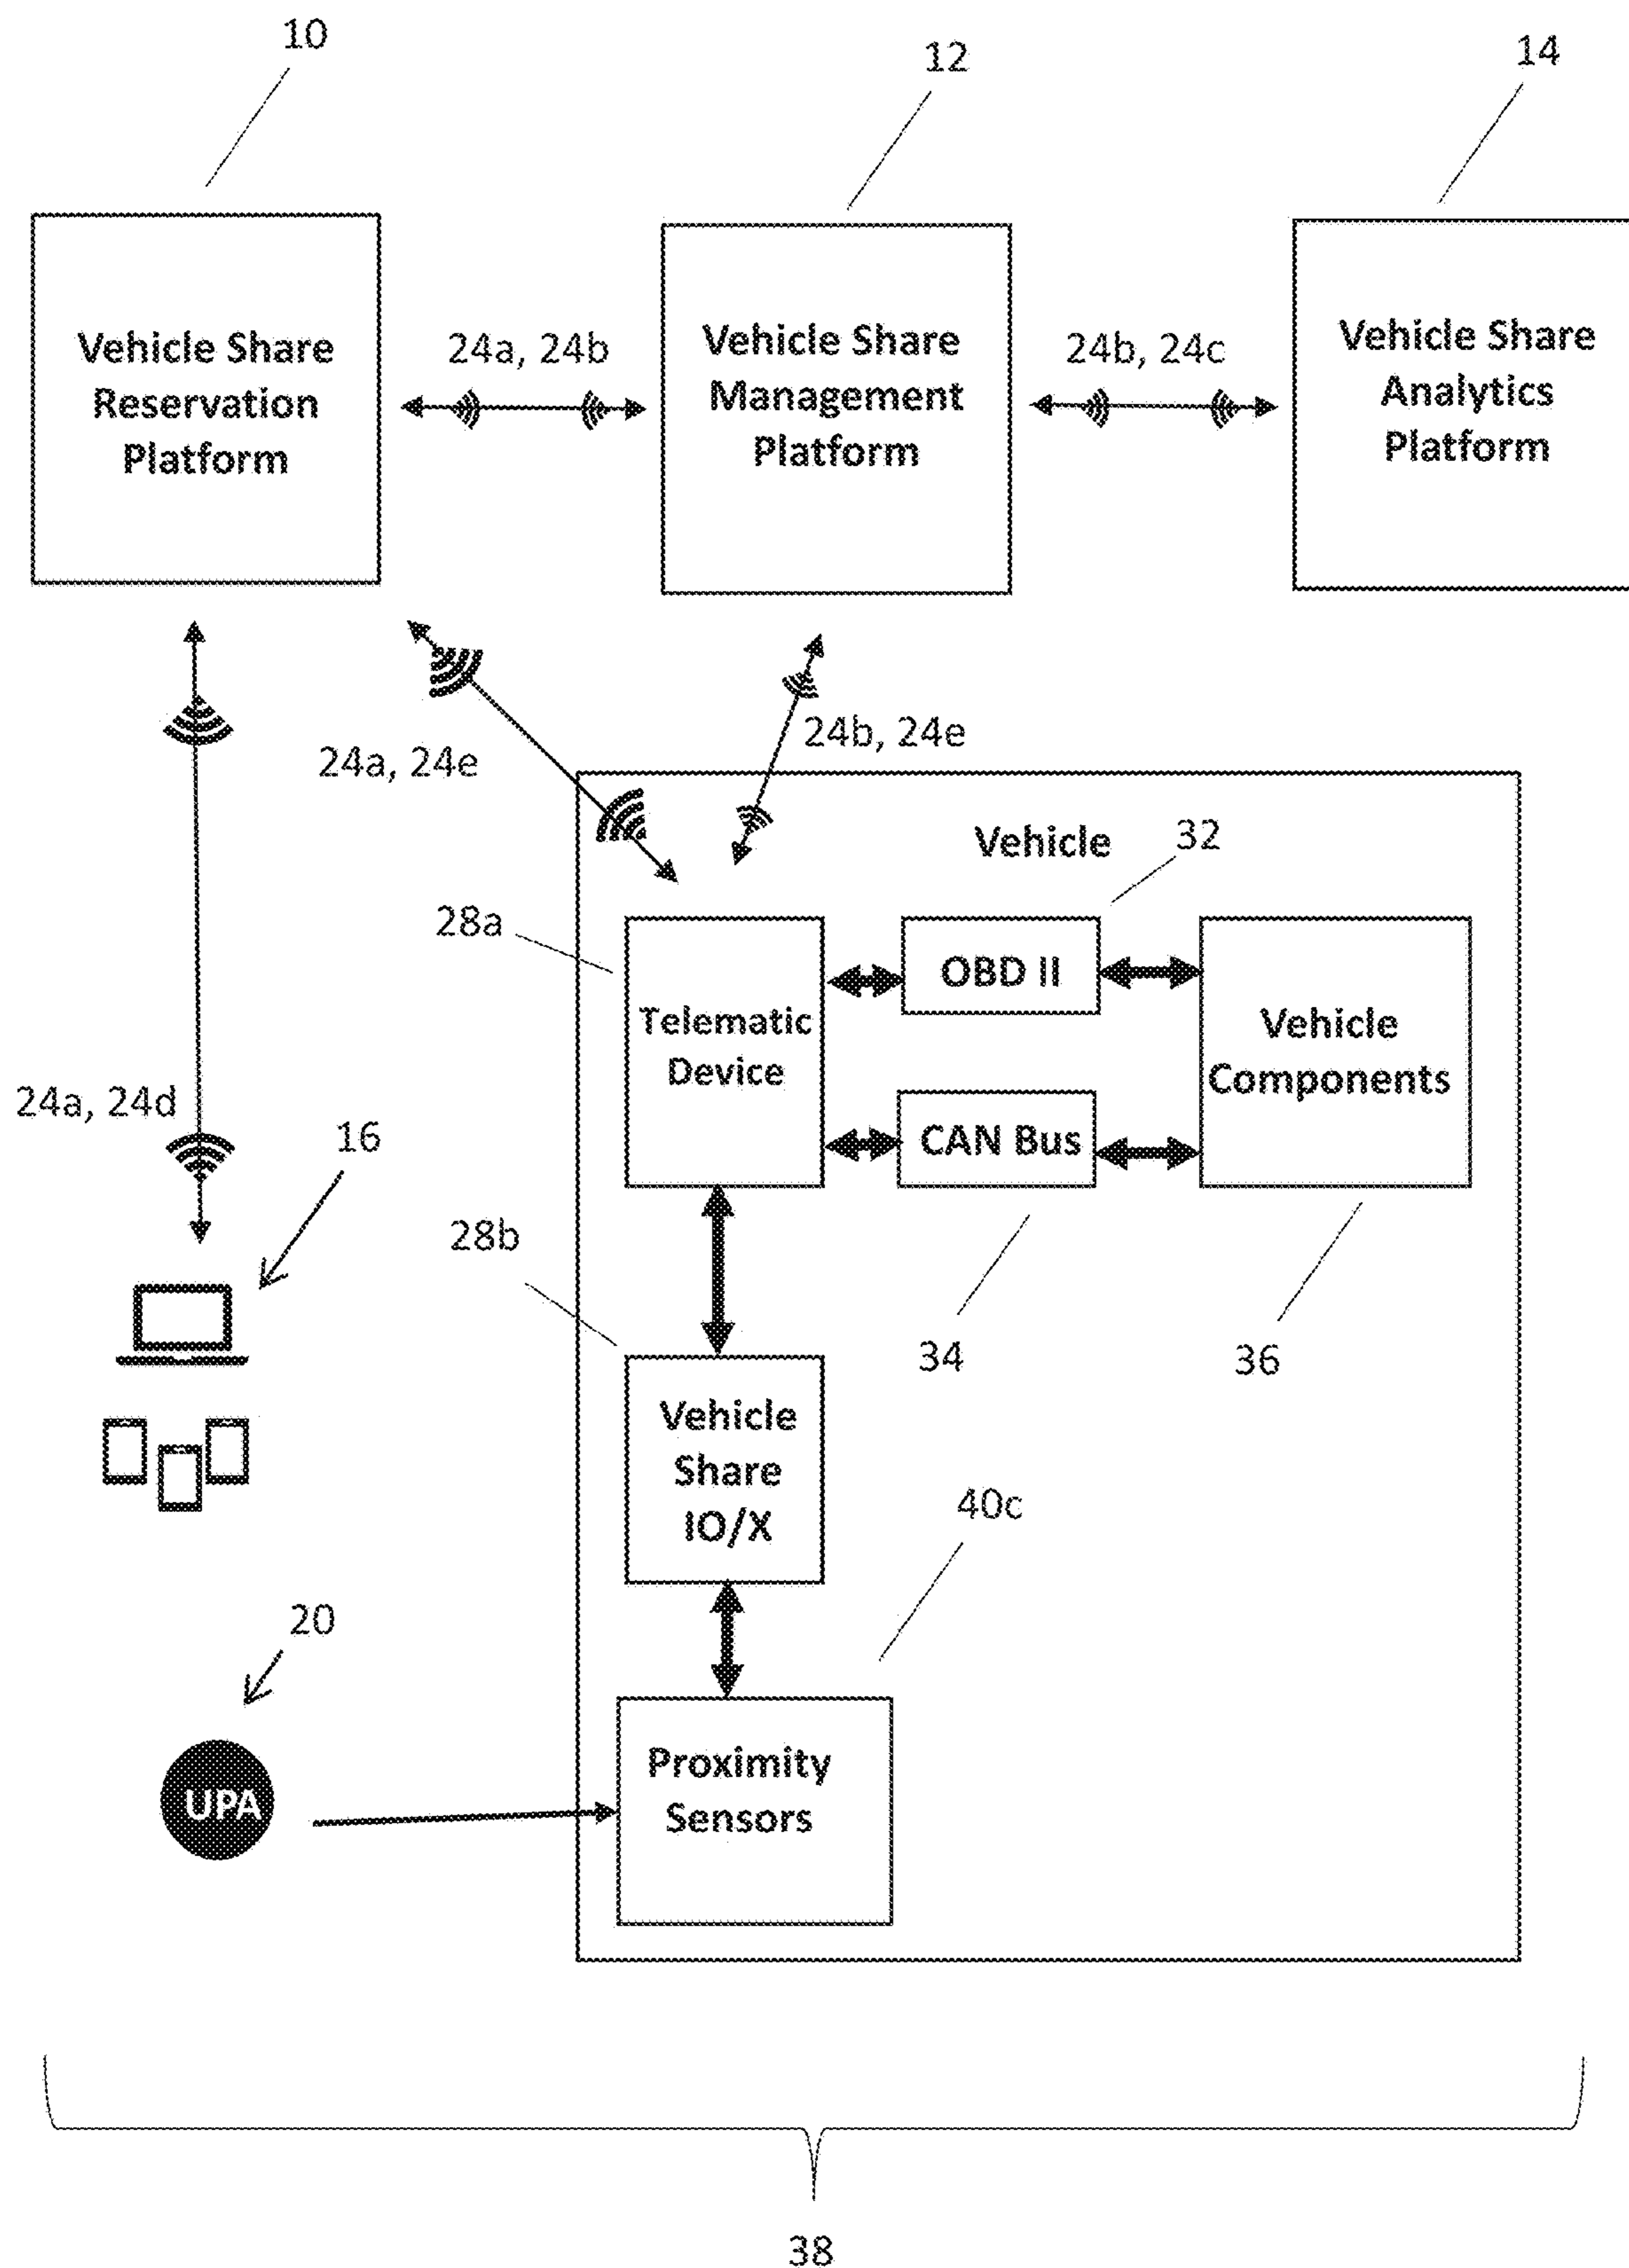 10
12
14
Vehicle Share
Reservation
Platform
24a, 24b
Vehicle Share
Management
Platform
24b, 24c
Vehicle Share
Analytics
Platform
24a, 24e
24b, 24e
Vehicle
32
28a
Telematic
Device
OBD II
Vehicle
Components
CAN Bus
24a, 24d
16
28b
34
36
Vehicle
Share
IO/X
40c
20
UPA
Proximity
Sensors
38